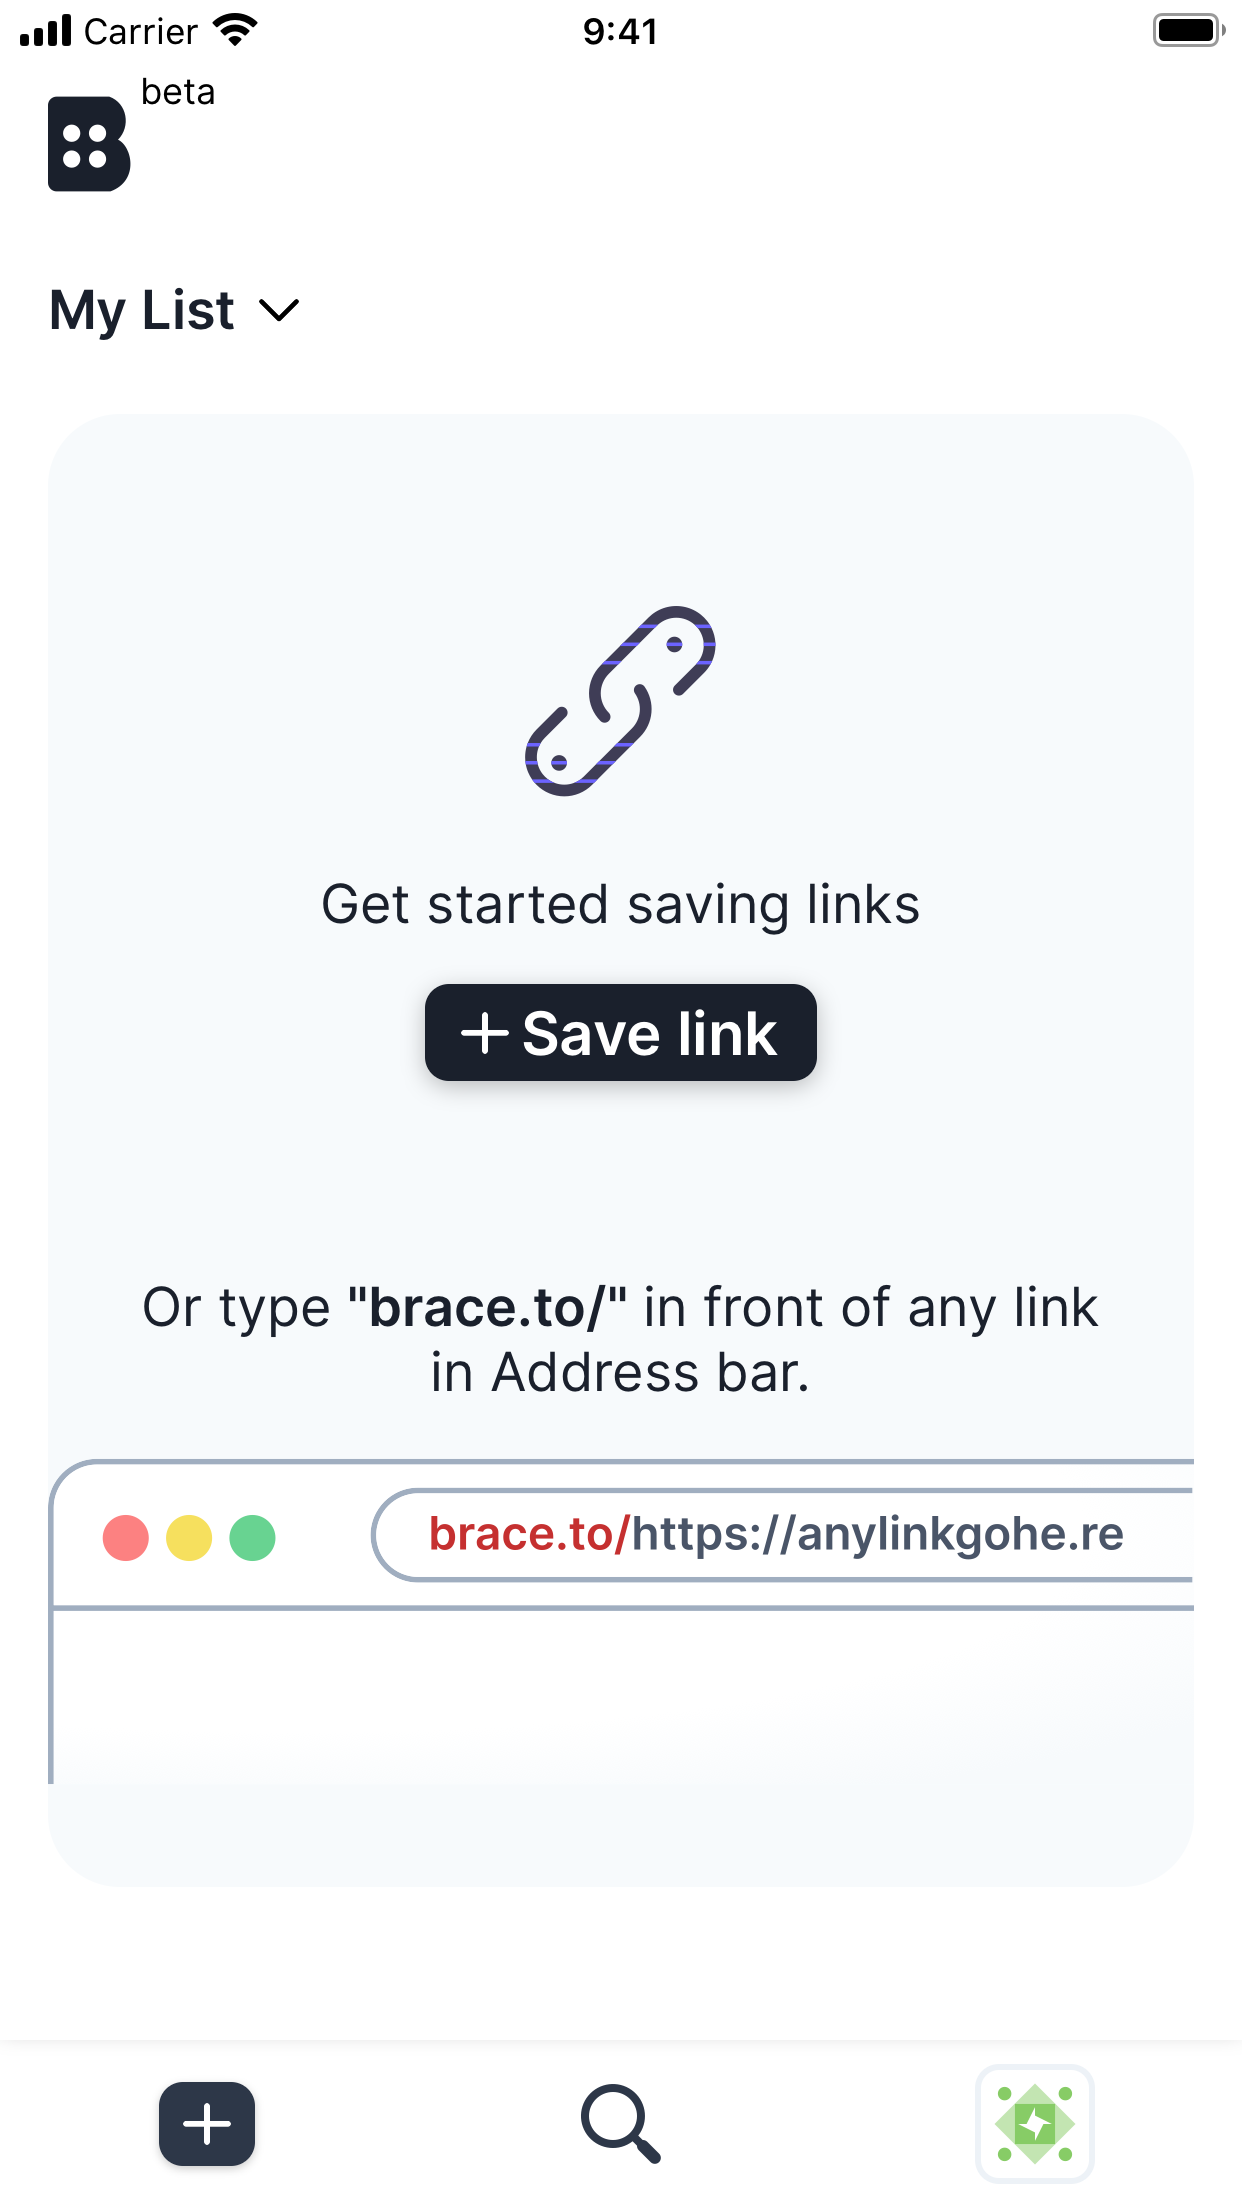 Carrier
9:41
beta
My List
Get started saving links
Save link
Or type "brace.to/" in front of any link
in Address bar.
brace.to/https://anylinkgohe.re